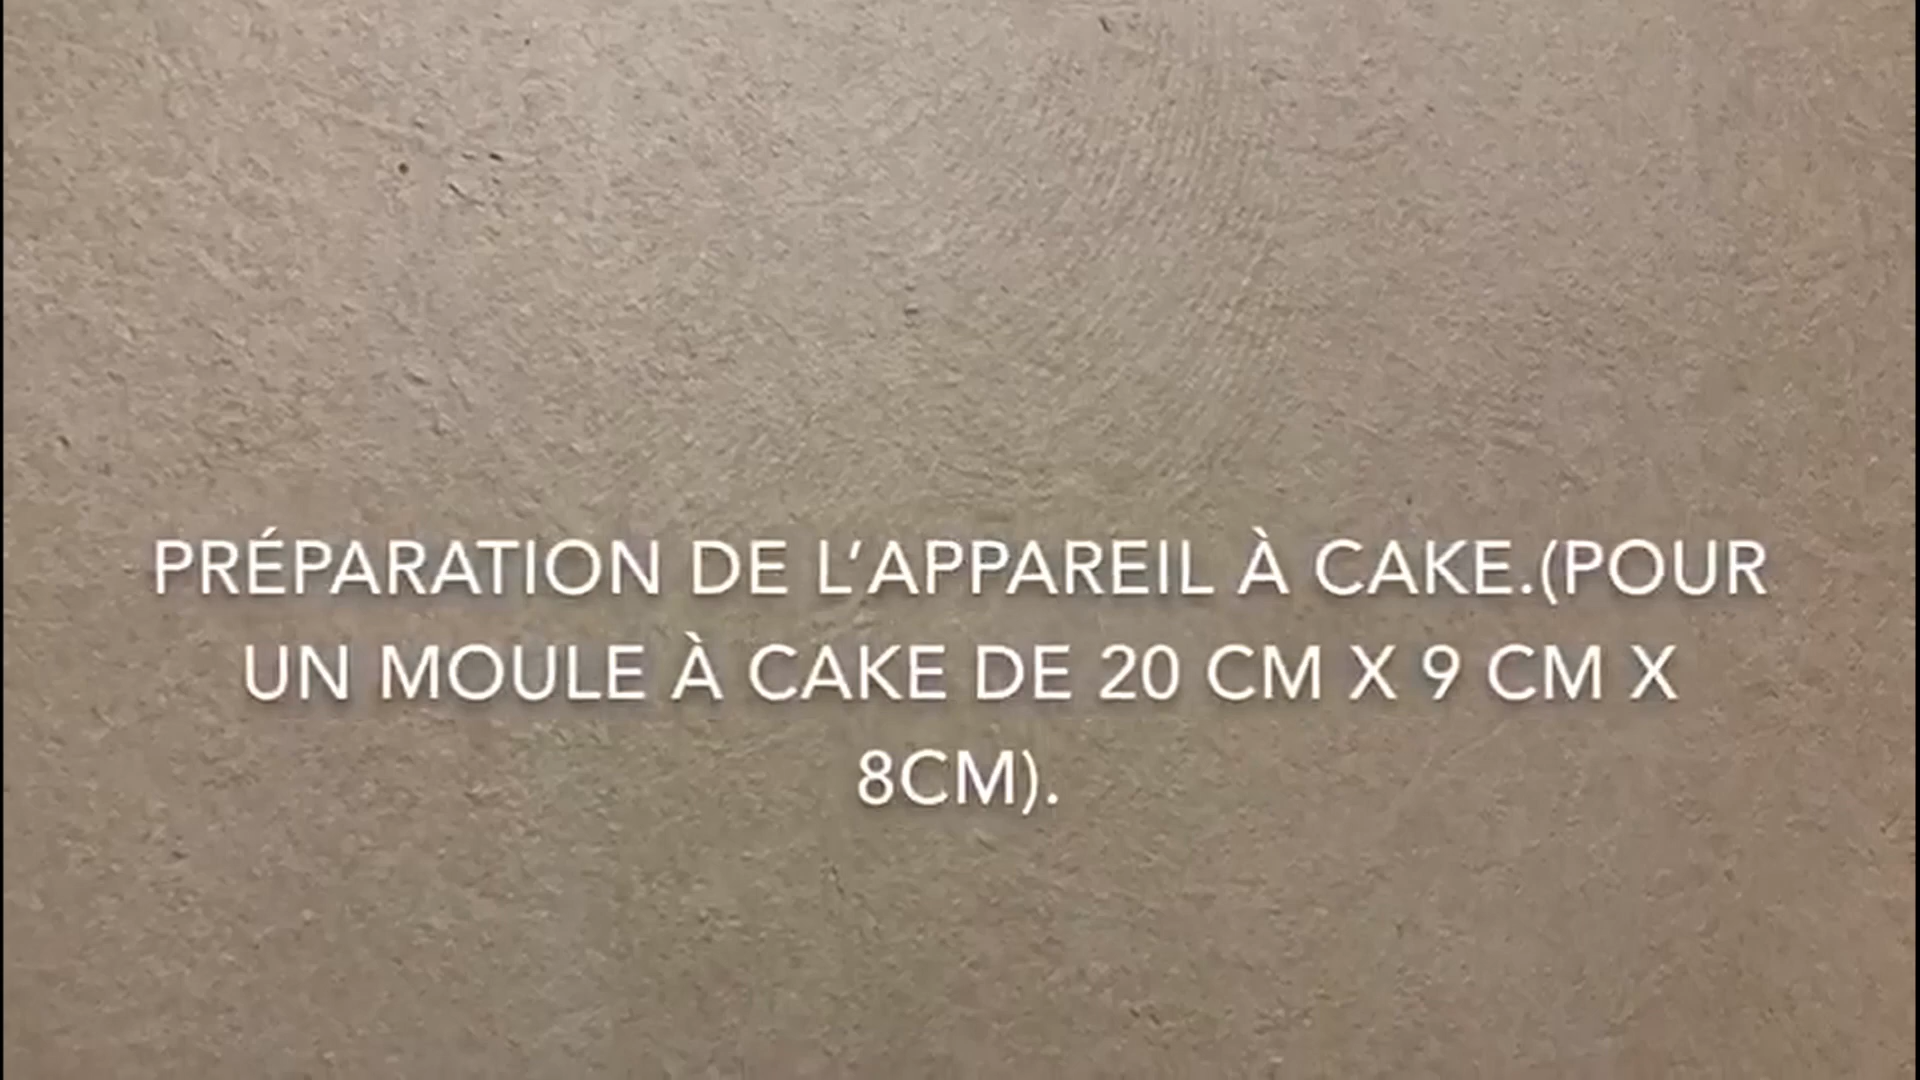 PRÉPARATION DE L’APPAREIL À CAKE.(POUR
UN MOULE À CAKE DE 20 CM X 9 CM X
8CM).